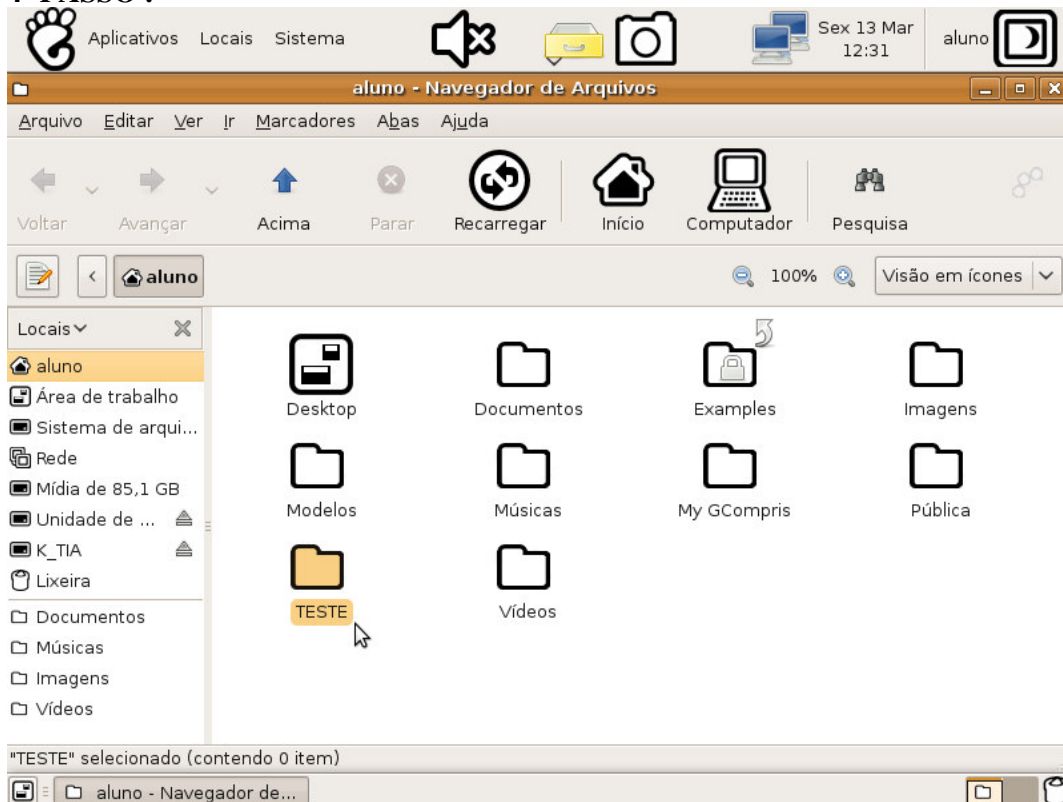 PASSO :
Aplicativos Locais Sistema
Sex 13 Mar
12:31
aluno
aluno - Navegador de Arquivos
Arquivo Editar Ver Ir Marcadores Abas Ajuda
Voltar Avançar Acima Parar Recarregar Início Computador Pesquisa
aluno 100% Visão em ícones
Locais
aluno
Área de trabalho
Sistema de arqui...
Rede
Mídia de 85,1 GB
Unidade de ...
K_TIA
Lixeira
Documentos
Músicas
Imagens
Vídeos
Desktop Documentos Examples Imagens
Modelos Músicas My GCompris Pública
TESTE Vídeos
"TESTE" selecionado (contendo 0 item)
aluno - Navegador de...